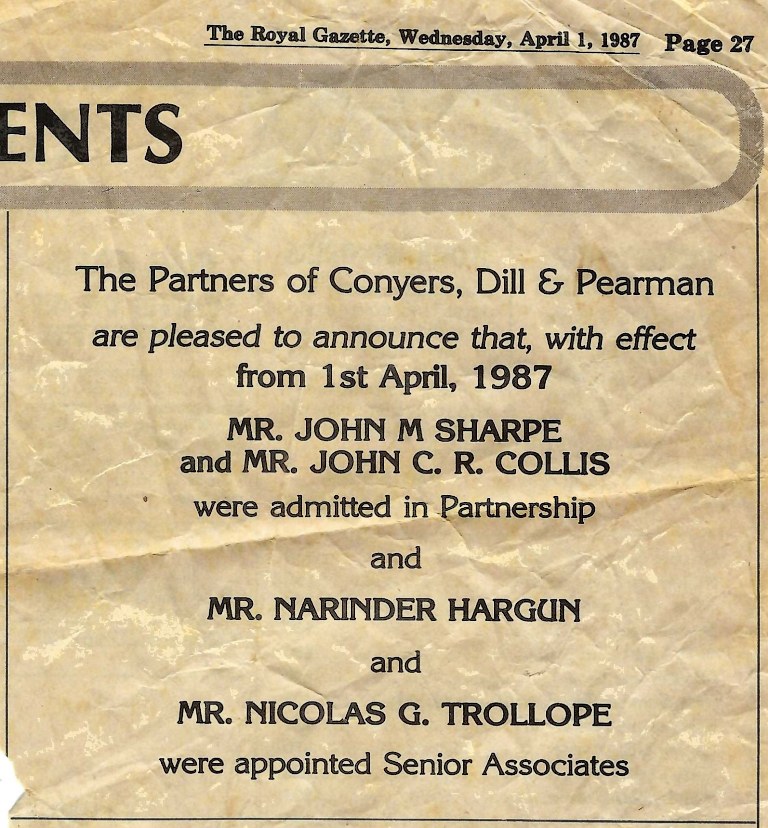 The Royal Gazette, Wednesday, April 1, 1987 Page 27
ENTS
The Partners of Conyers, Dill & Pearman
are pleased to announce that, with effect
from 1st April, 1987
MR. JOHN M SHARPE
and MR. JOHN C. R. COLLIS
were admitted in Partnership
and
MR. NARINDER HARGUN
and
MR. NICOLAS G. TROLLOPE
were appointed Senior Associates